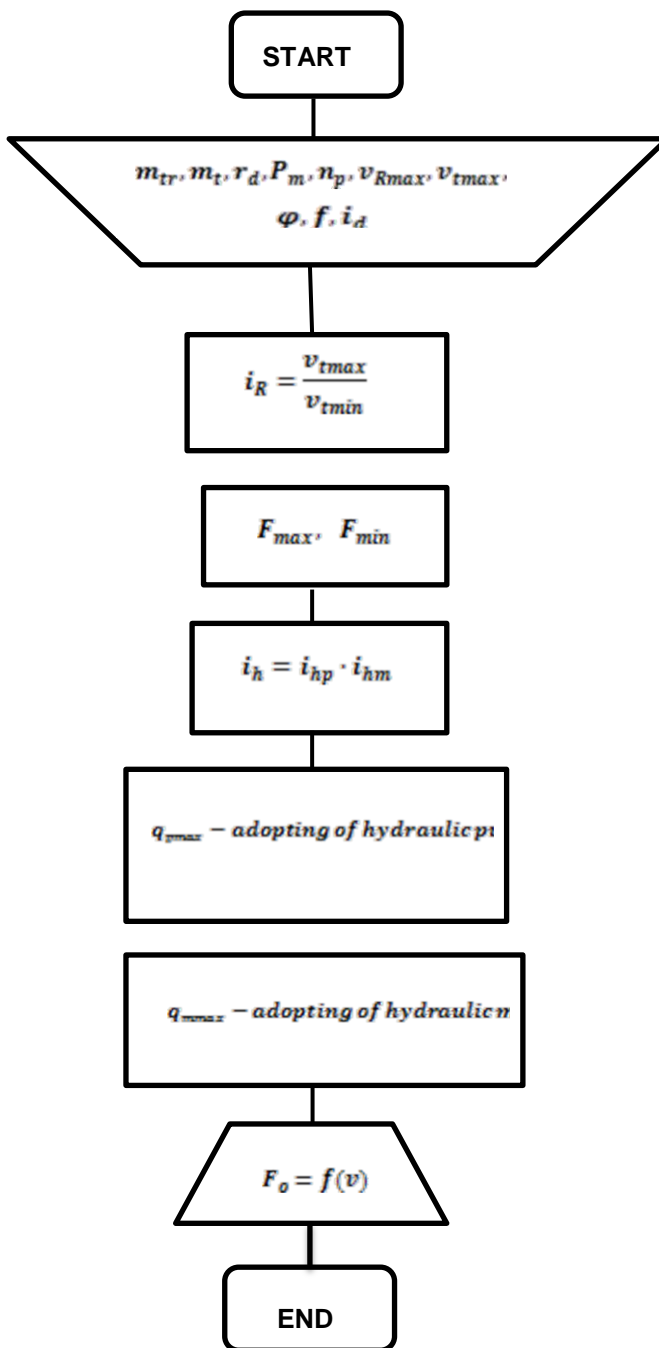 START
m_tr, m_t, r_d, P_m, n_p, v_Rmax, v_tmax,
φ, f, i_d
i_R = v_tmax / v_tmin
F_max, F_min
i_h = i_hp · i_hm
q_pmax − adopting of hydraulic
q_mmax − adopting of hydraulic
F_o = f(v)
END